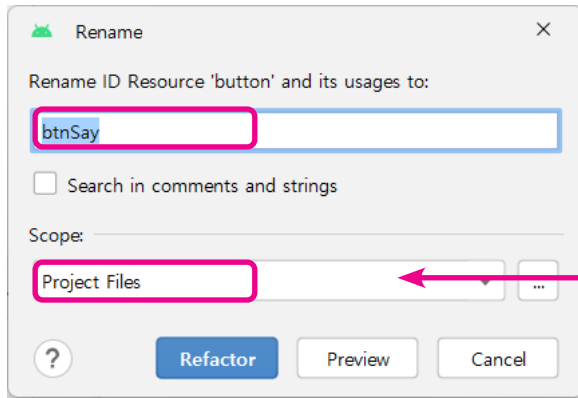 Rename
Rename ID Resource 'button' and its usages to:
btnSay
Search in comments and strings
Scope:
Project Files
...
?
Refactor
Preview
Cancel